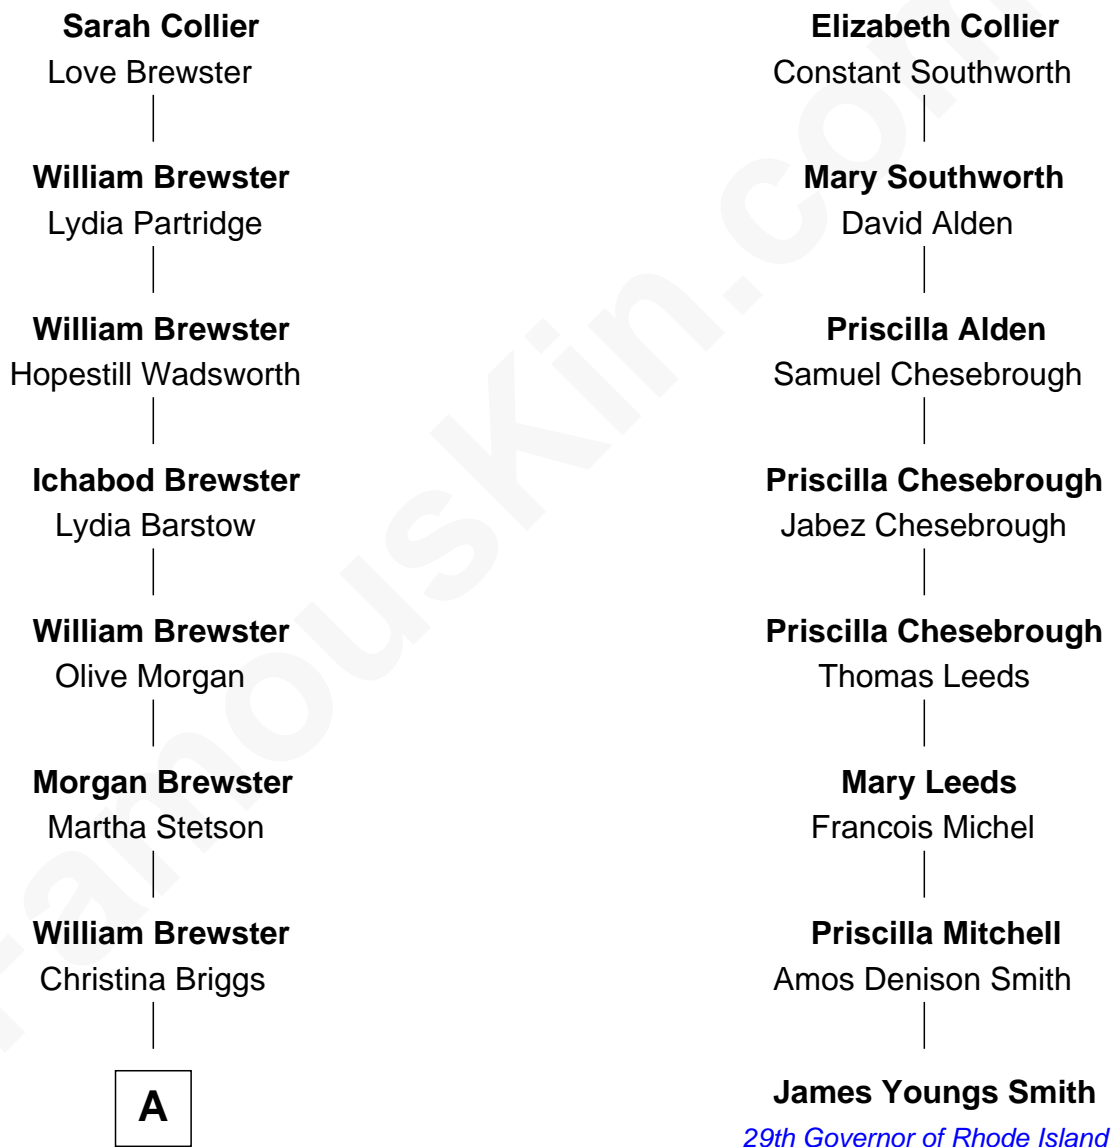 Sarah Collier
Love Brewster
William Brewster
Lydia Partridge
William Brewster
Hopestill Wadsworth
Ichabod Brewster
Lydia Barstow
William Brewster
Olive Morgan
Morgan Brewster
Martha Stetson
William Brewster
Christina Briggs
A
Elizabeth Collier
Constant Southworth
Mary Southworth
David Alden
Priscilla Alden
Samuel Chesebrough
Priscilla Chesebrough
Jabez Chesebrough
Priscilla Chesebrough
Thomas Leeds
Mary Leeds
Francois Michel
Priscilla Mitchell
Amos Denison Smith
James Youngs Smith
29th Governor of Rhode Island
FamousKin.com